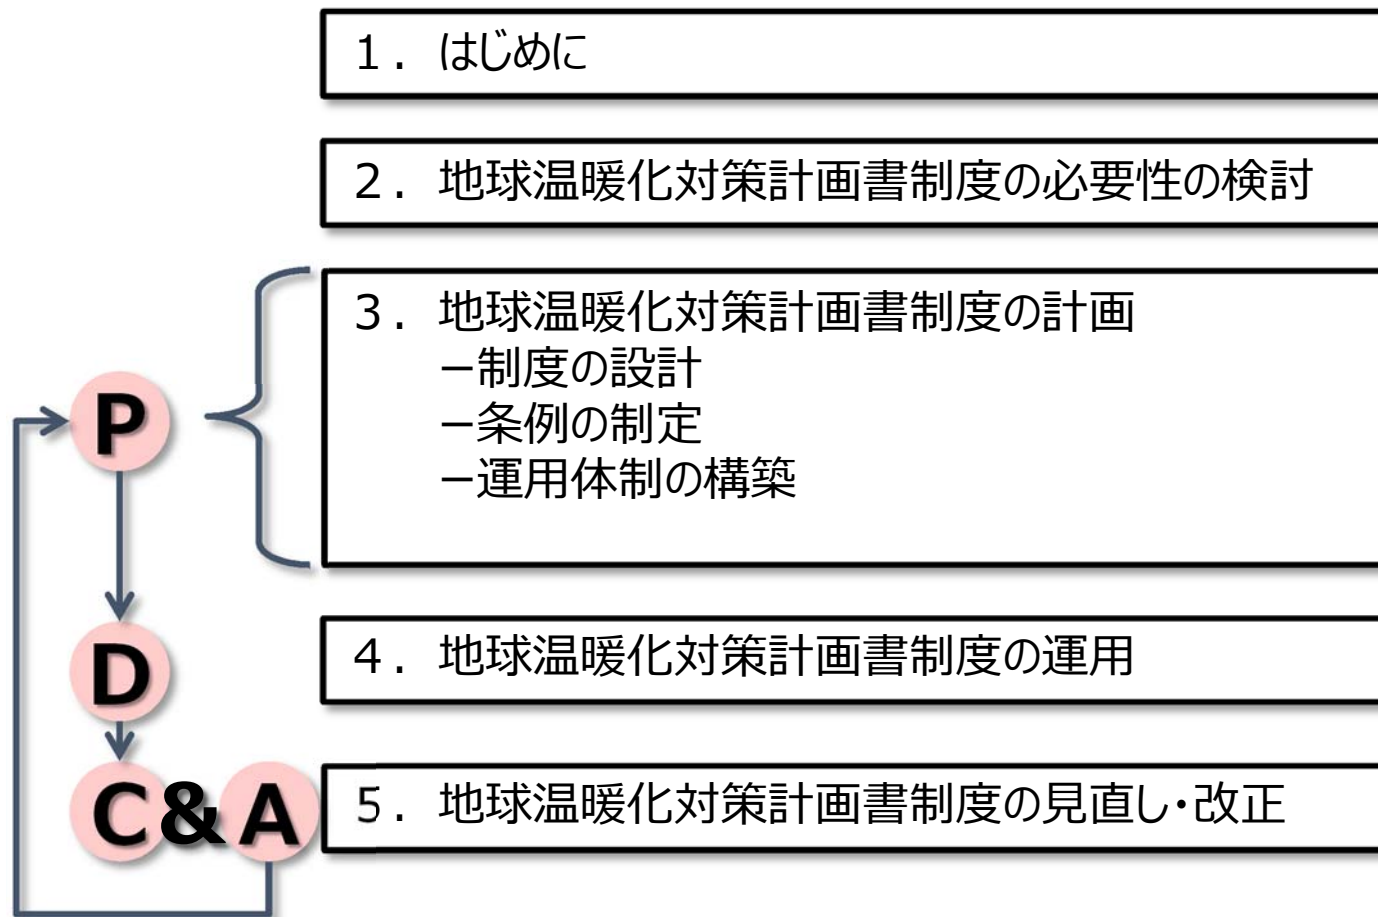 1. はじめに
2. 地球温暖化対策計画書制度の必要性の検討
3. 地球温暖化対策計画書制度の計画
－制度の設計
－条例の制定
－運用体制の構築
P
D
4. 地球温暖化対策計画書制度の運用
C&A
5. 地球温暖化対策計画書制度の見直し・改正